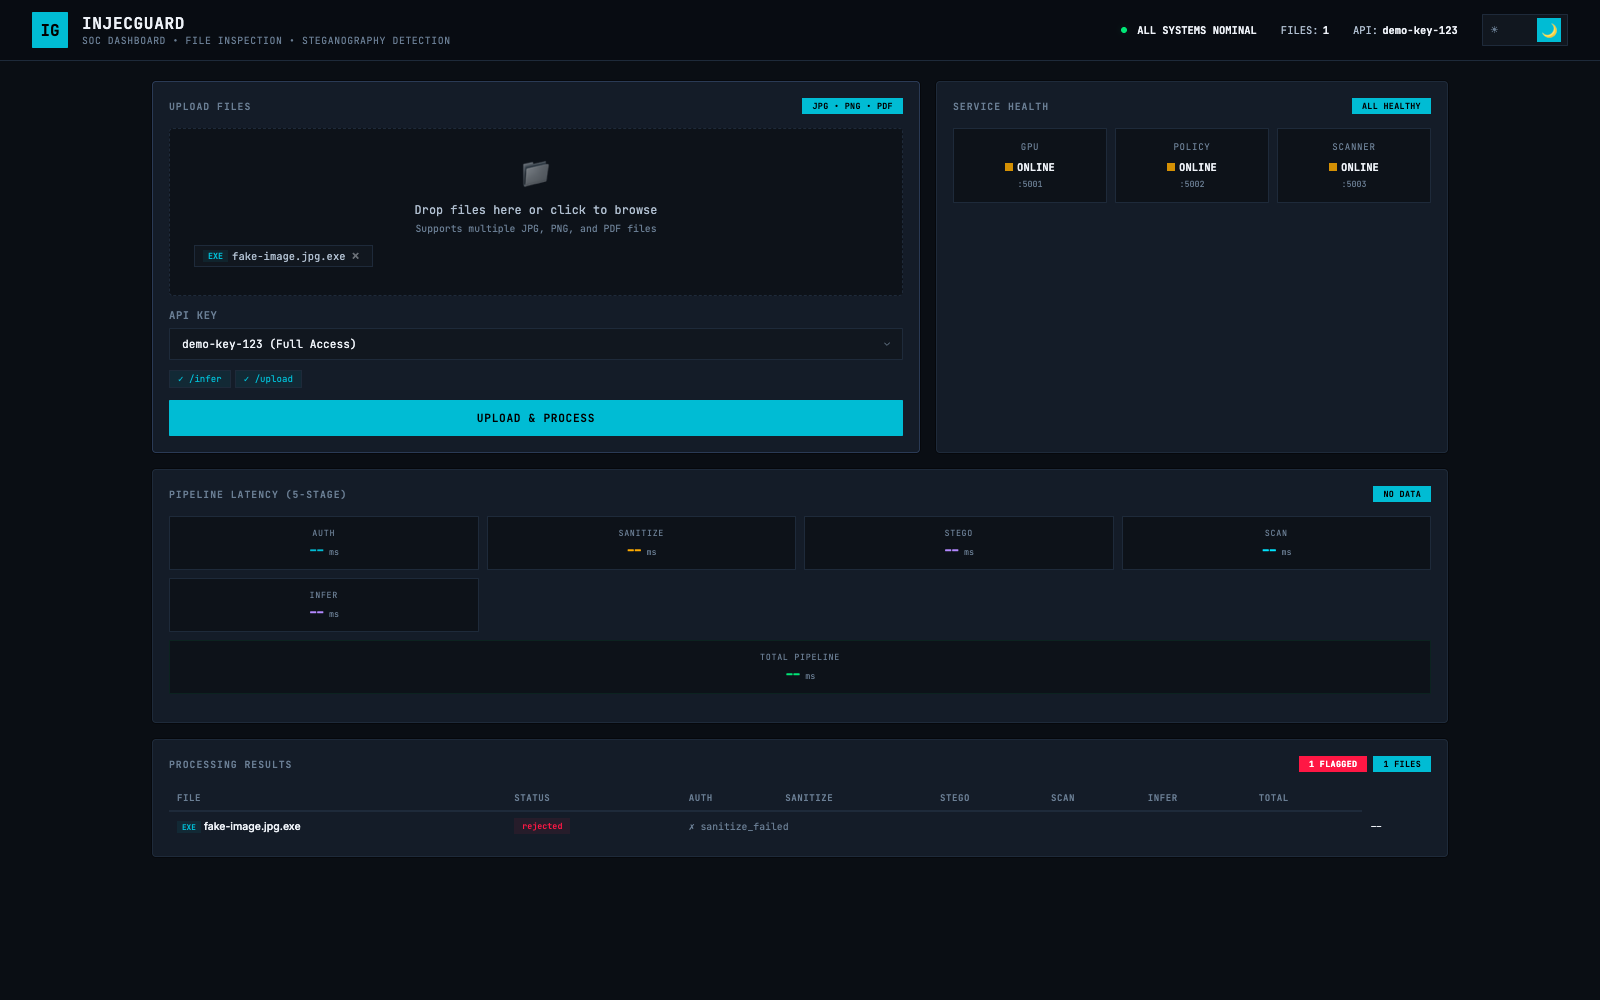 IG
INJECGUARD
SOC DASHBOARD • FILE INSPECTION • STEGANOGRAPHY DETECTION
ALL SYSTEMS NOMINAL
FILES: 1
API: demo-key-123
UPLOAD FILES
JPG • PNG • PDF
Drop files here or click to browse
Supports multiple JPG, PNG, and PDF files
EXE fake-image.jpg.exe ×
API KEY
demo-key-123 (Full Access)
✓ /infer ✓ /upload
UPLOAD & PROCESS
SERVICE HEALTH
ALL HEALTHY
GPU
ONLINE
:5001
POLICY
ONLINE
:5002
SCANNER
ONLINE
:5003
PIPELINE LATENCY (5-STAGE)
NO DATA
AUTH
-- ms
SANITIZE
-- ms
STEGO
-- ms
SCAN
-- ms
INFER
-- ms
TOTAL PIPELINE
-- ms
PROCESSING RESULTS
1 FLAGGED
1 FILES
FILE STATUS AUTH SANITIZE STEGO SCAN INFER TOTAL
EXE fake-image.jpg.exe rejected ✗ sanitize_failed —